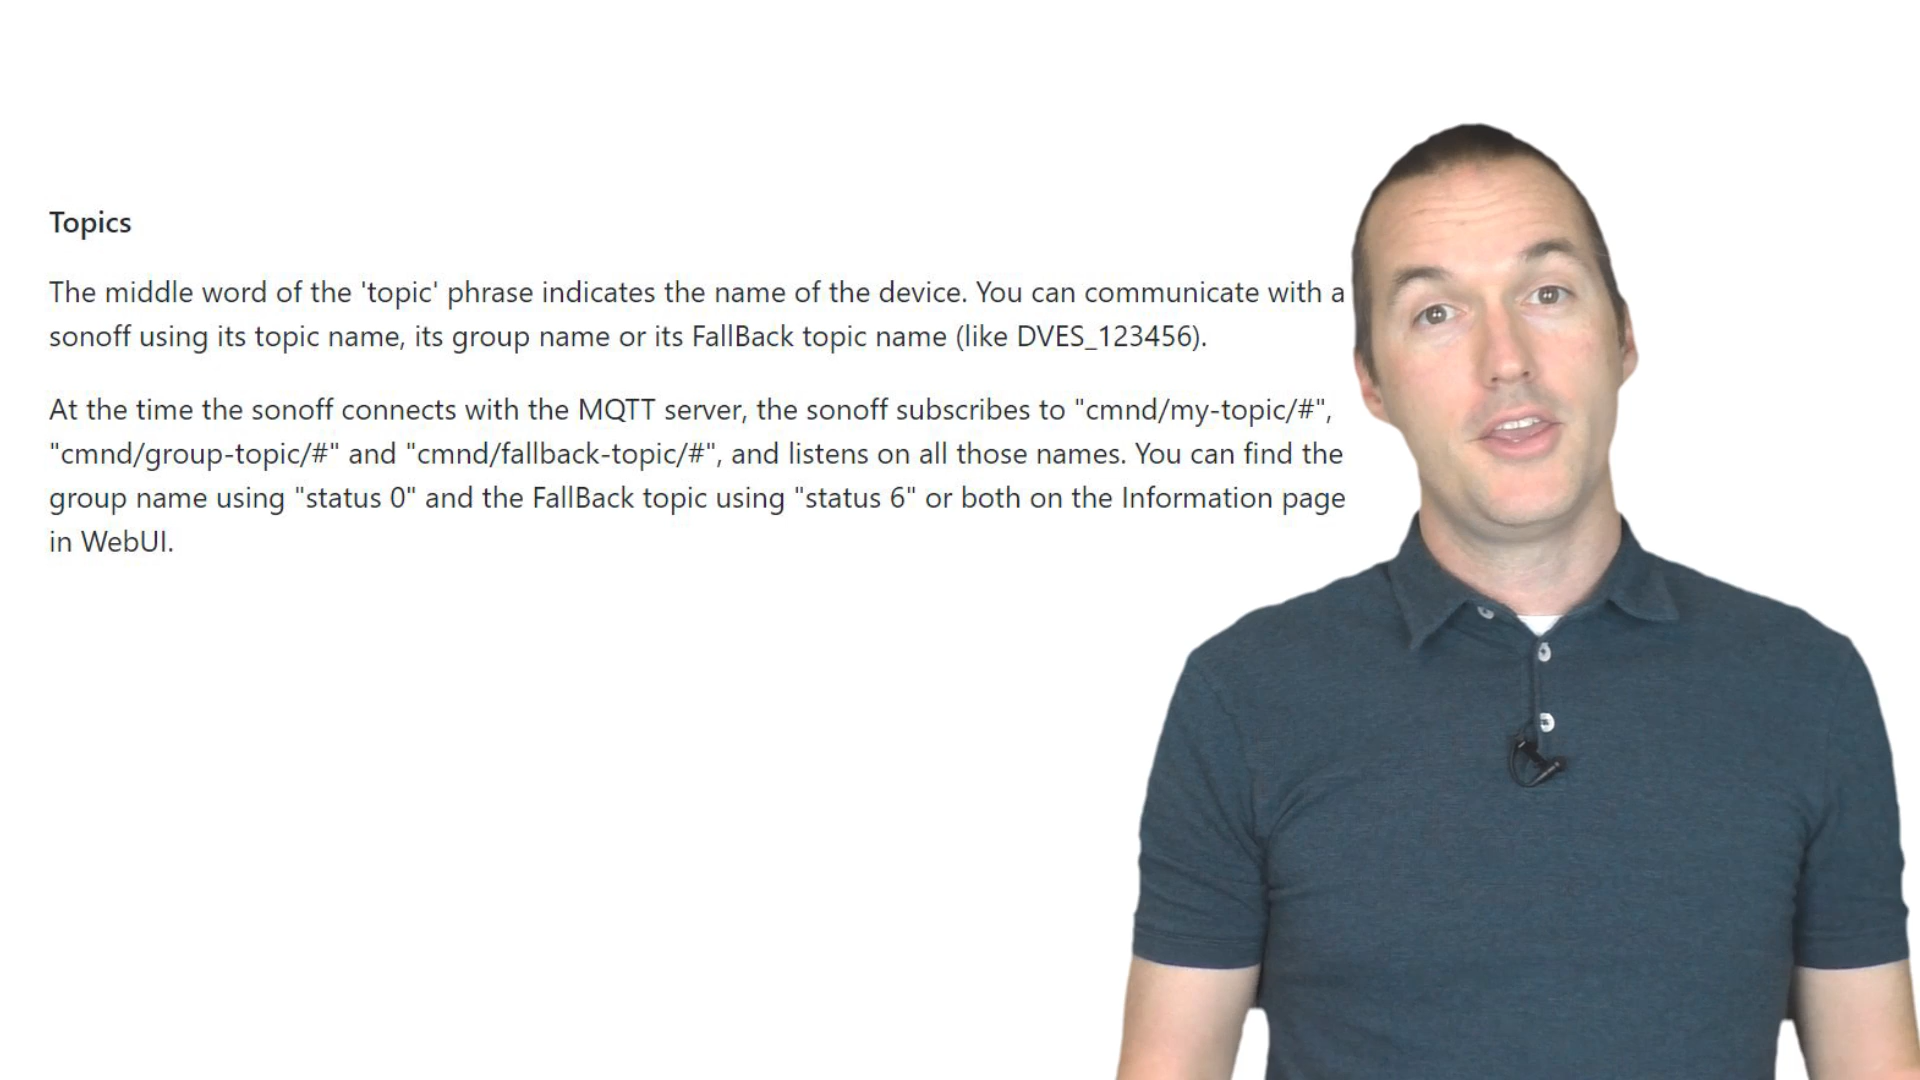 Topics
The middle word of the 'topic' phrase indicates the name of the device. You can communicate with a
sonoff using its topic name, its group name or its FallBack topic name (like DVES_123456).
At the time the sonoff connects with the MQTT server, the sonoff subscribes to "cmnd/my-topic/#",
"cmnd/group-topic/#" and "cmnd/fallback-topic/#", and listens on all those names. You can find the
group name using "status 0" and the FallBack topic using "status 6" or both on the Information page
in WebUI.